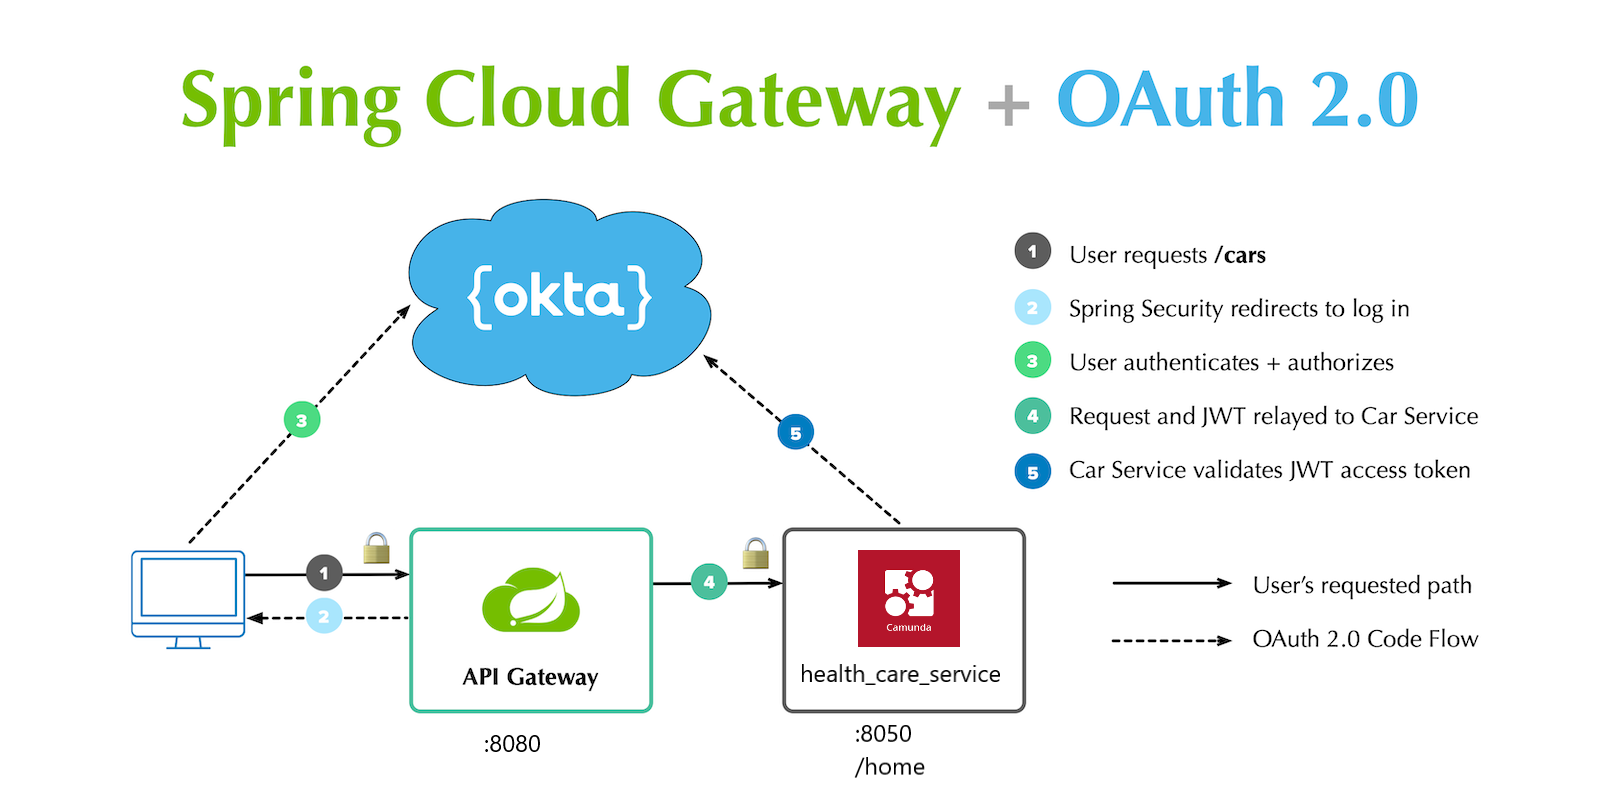 Spring Cloud Gateway + OAuth 2.0
{okta}
1 User requests /cars
2 Spring Security redirects to log in
3 User authenticates + authorizes
4 Request and JWT relayed to Car Service
5 Car Service validates JWT access token
3
5
1
2
4
API Gateway
:8080
Camunda
health_care_service
:8050
/home
User’s requested path
OAuth 2.0 Code Flow